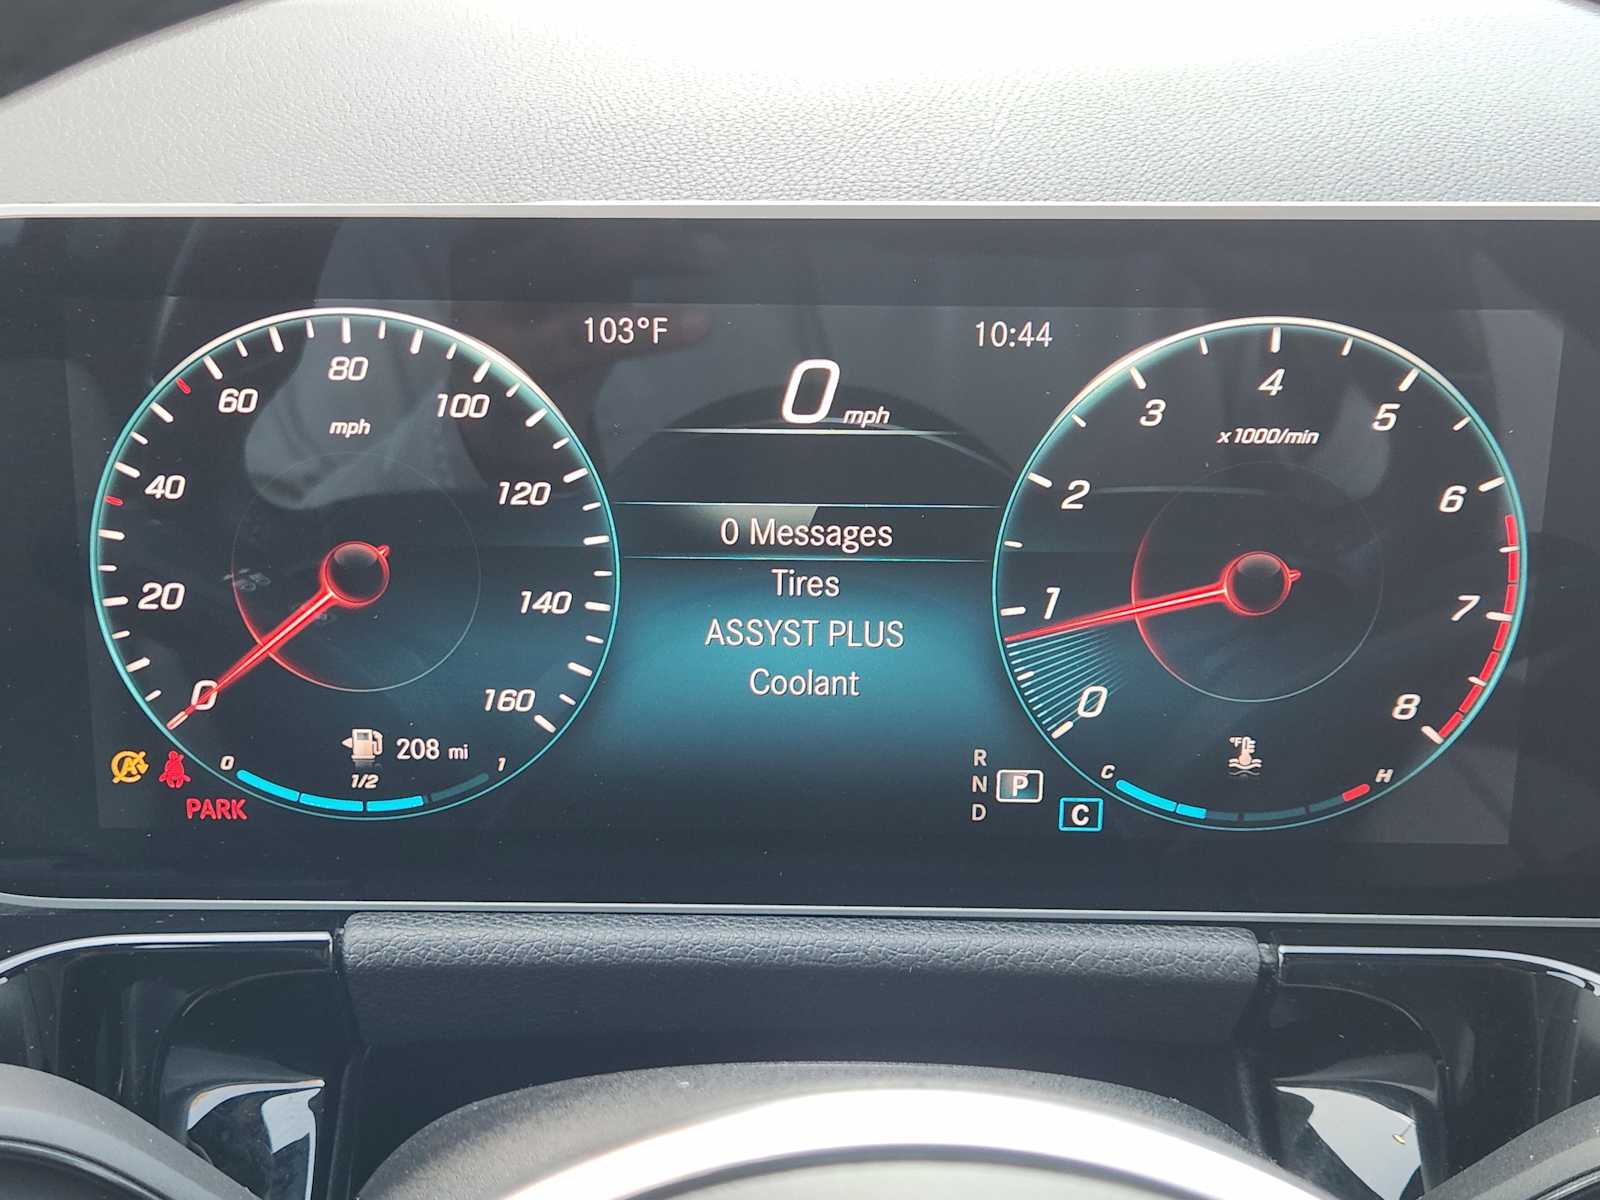 103°F
10:44
0 mph
0 Messages
Tires
ASSYST PLUS
Coolant
0
20
40
60
80
100
120
140
160
mph
208 mi
0
1/2
1
A
PARK
0
1
2
3
4
5
6
7
8
x1000/min
°F
C
H
R
N
D
P
C